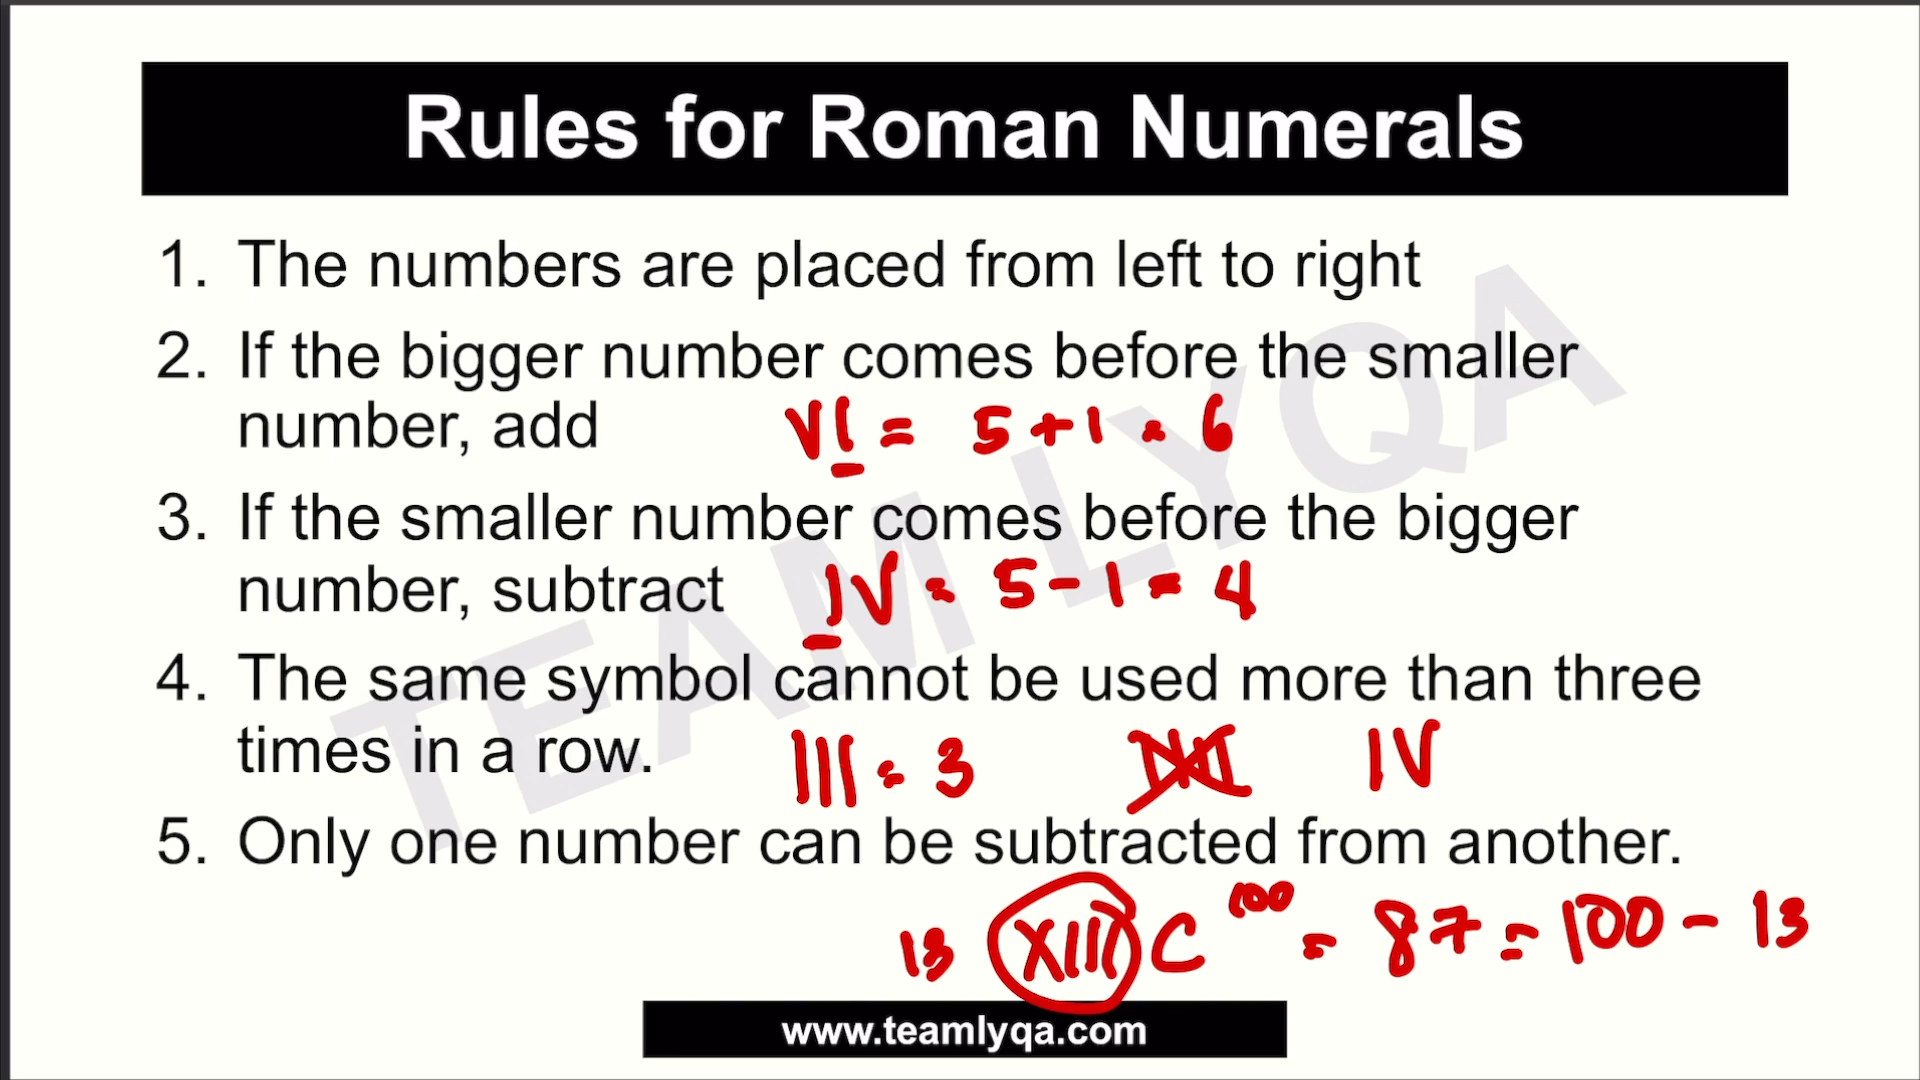 Rules for Roman Numerals
1. The numbers are placed from left to right
2. If the bigger number comes before the smaller
number, add VI = 5 + 1 = 6
3. If the smaller number comes before the bigger
number, subtract IV = 5 - 1 = 4
4. The same symbol cannot be used more than three
times in a row. III = 3 IV
5. Only one number can be subtracted from another.
13 XIII C 100 = 87 = 100 - 13
www.teamlyqa.com
TEAM LYQA